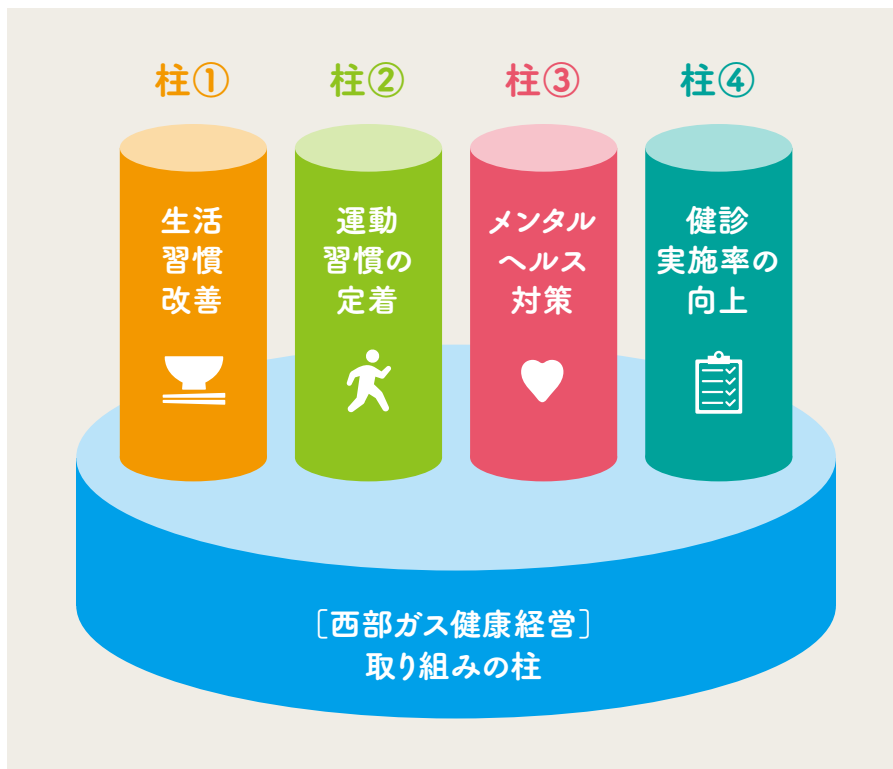 柱①
柱②
柱③
柱④
生活
習慣
改善
運動
習慣の
定着
メンタル
ヘルス
対策
健診
実施率の
向上
［西部ガス健康経営］
取り組みの柱